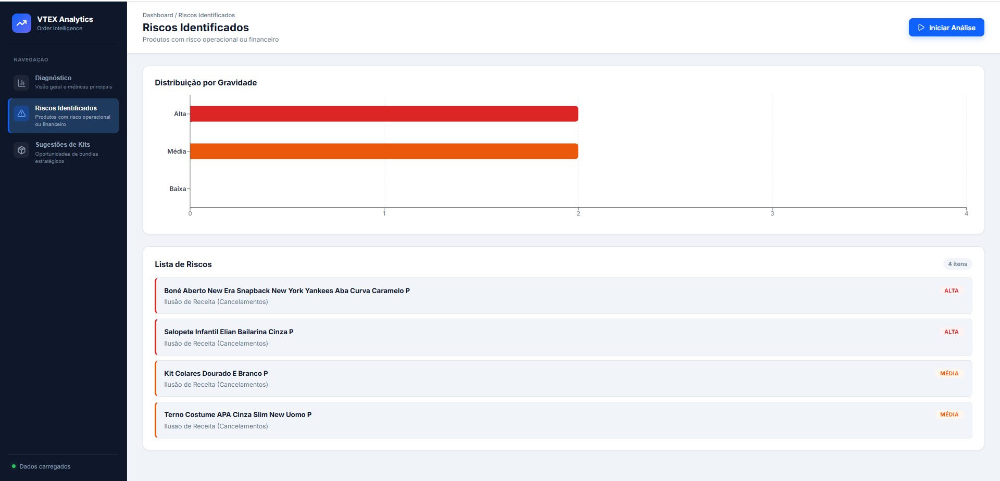 VTEX Analytics
Order Intelligence
NAVEGAÇÃO
Diagnóstico
Visão geral e métricas principais
Riscos Identificados
Produtos com risco operacional
ou financeiro
Sugestões de Kits
Oportunidades de bundles
estratégicos
Dados carregados
Dashboard / Riscos Identificados
Riscos Identificados
Produtos com risco operacional ou financeiro
Iniciar Análise
Distribuição por Gravidade
Alta
Média
Baixa
0 1 2 3 4
Lista de Riscos
4 itens
Boné Aberto New Era Snapback New York Yankees Aba Curva Caramelo P
ALTA
Ilusão de Receita (Cancelamentos)
Salopete Infantil Elian Bailarina Cinza P
ALTA
Ilusão de Receita (Cancelamentos)
Kit Colares Dourado E Branco P
MÉDIA
Ilusão de Receita (Cancelamentos)
Terno Costume APA Cinza Slim New Uomo P
MÉDIA
Ilusão de Receita (Cancelamentos)